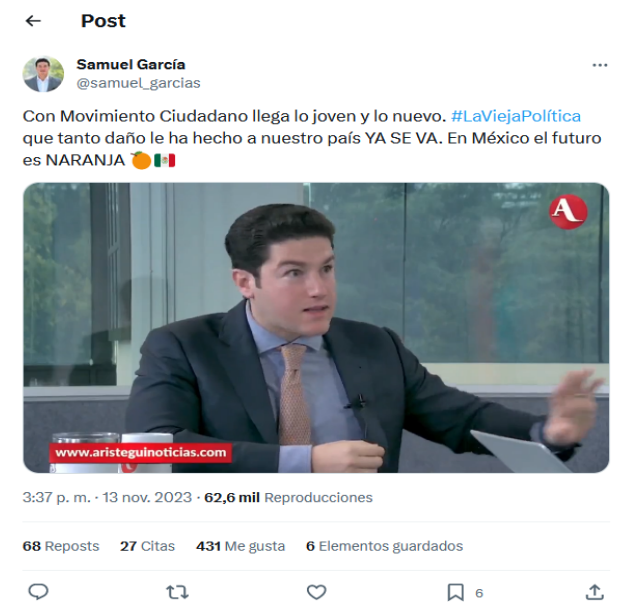 Post
Samuel García
@samuel_garcias
Con Movimiento Ciudadano llega lo joven y lo nuevo. #LaViejaPolítica
que tanto daño le ha hecho a nuestro país YA SE VA. En México el futuro
es NARANJA 🍊🇲🇽
A
www.aristeguinoticias.com
3:37 p. m. · 13 nov. 2023 · 62,6 mil Reproducciones
68 Reposts 27 Citas 431 Me gusta 6 Elementos guardados
6